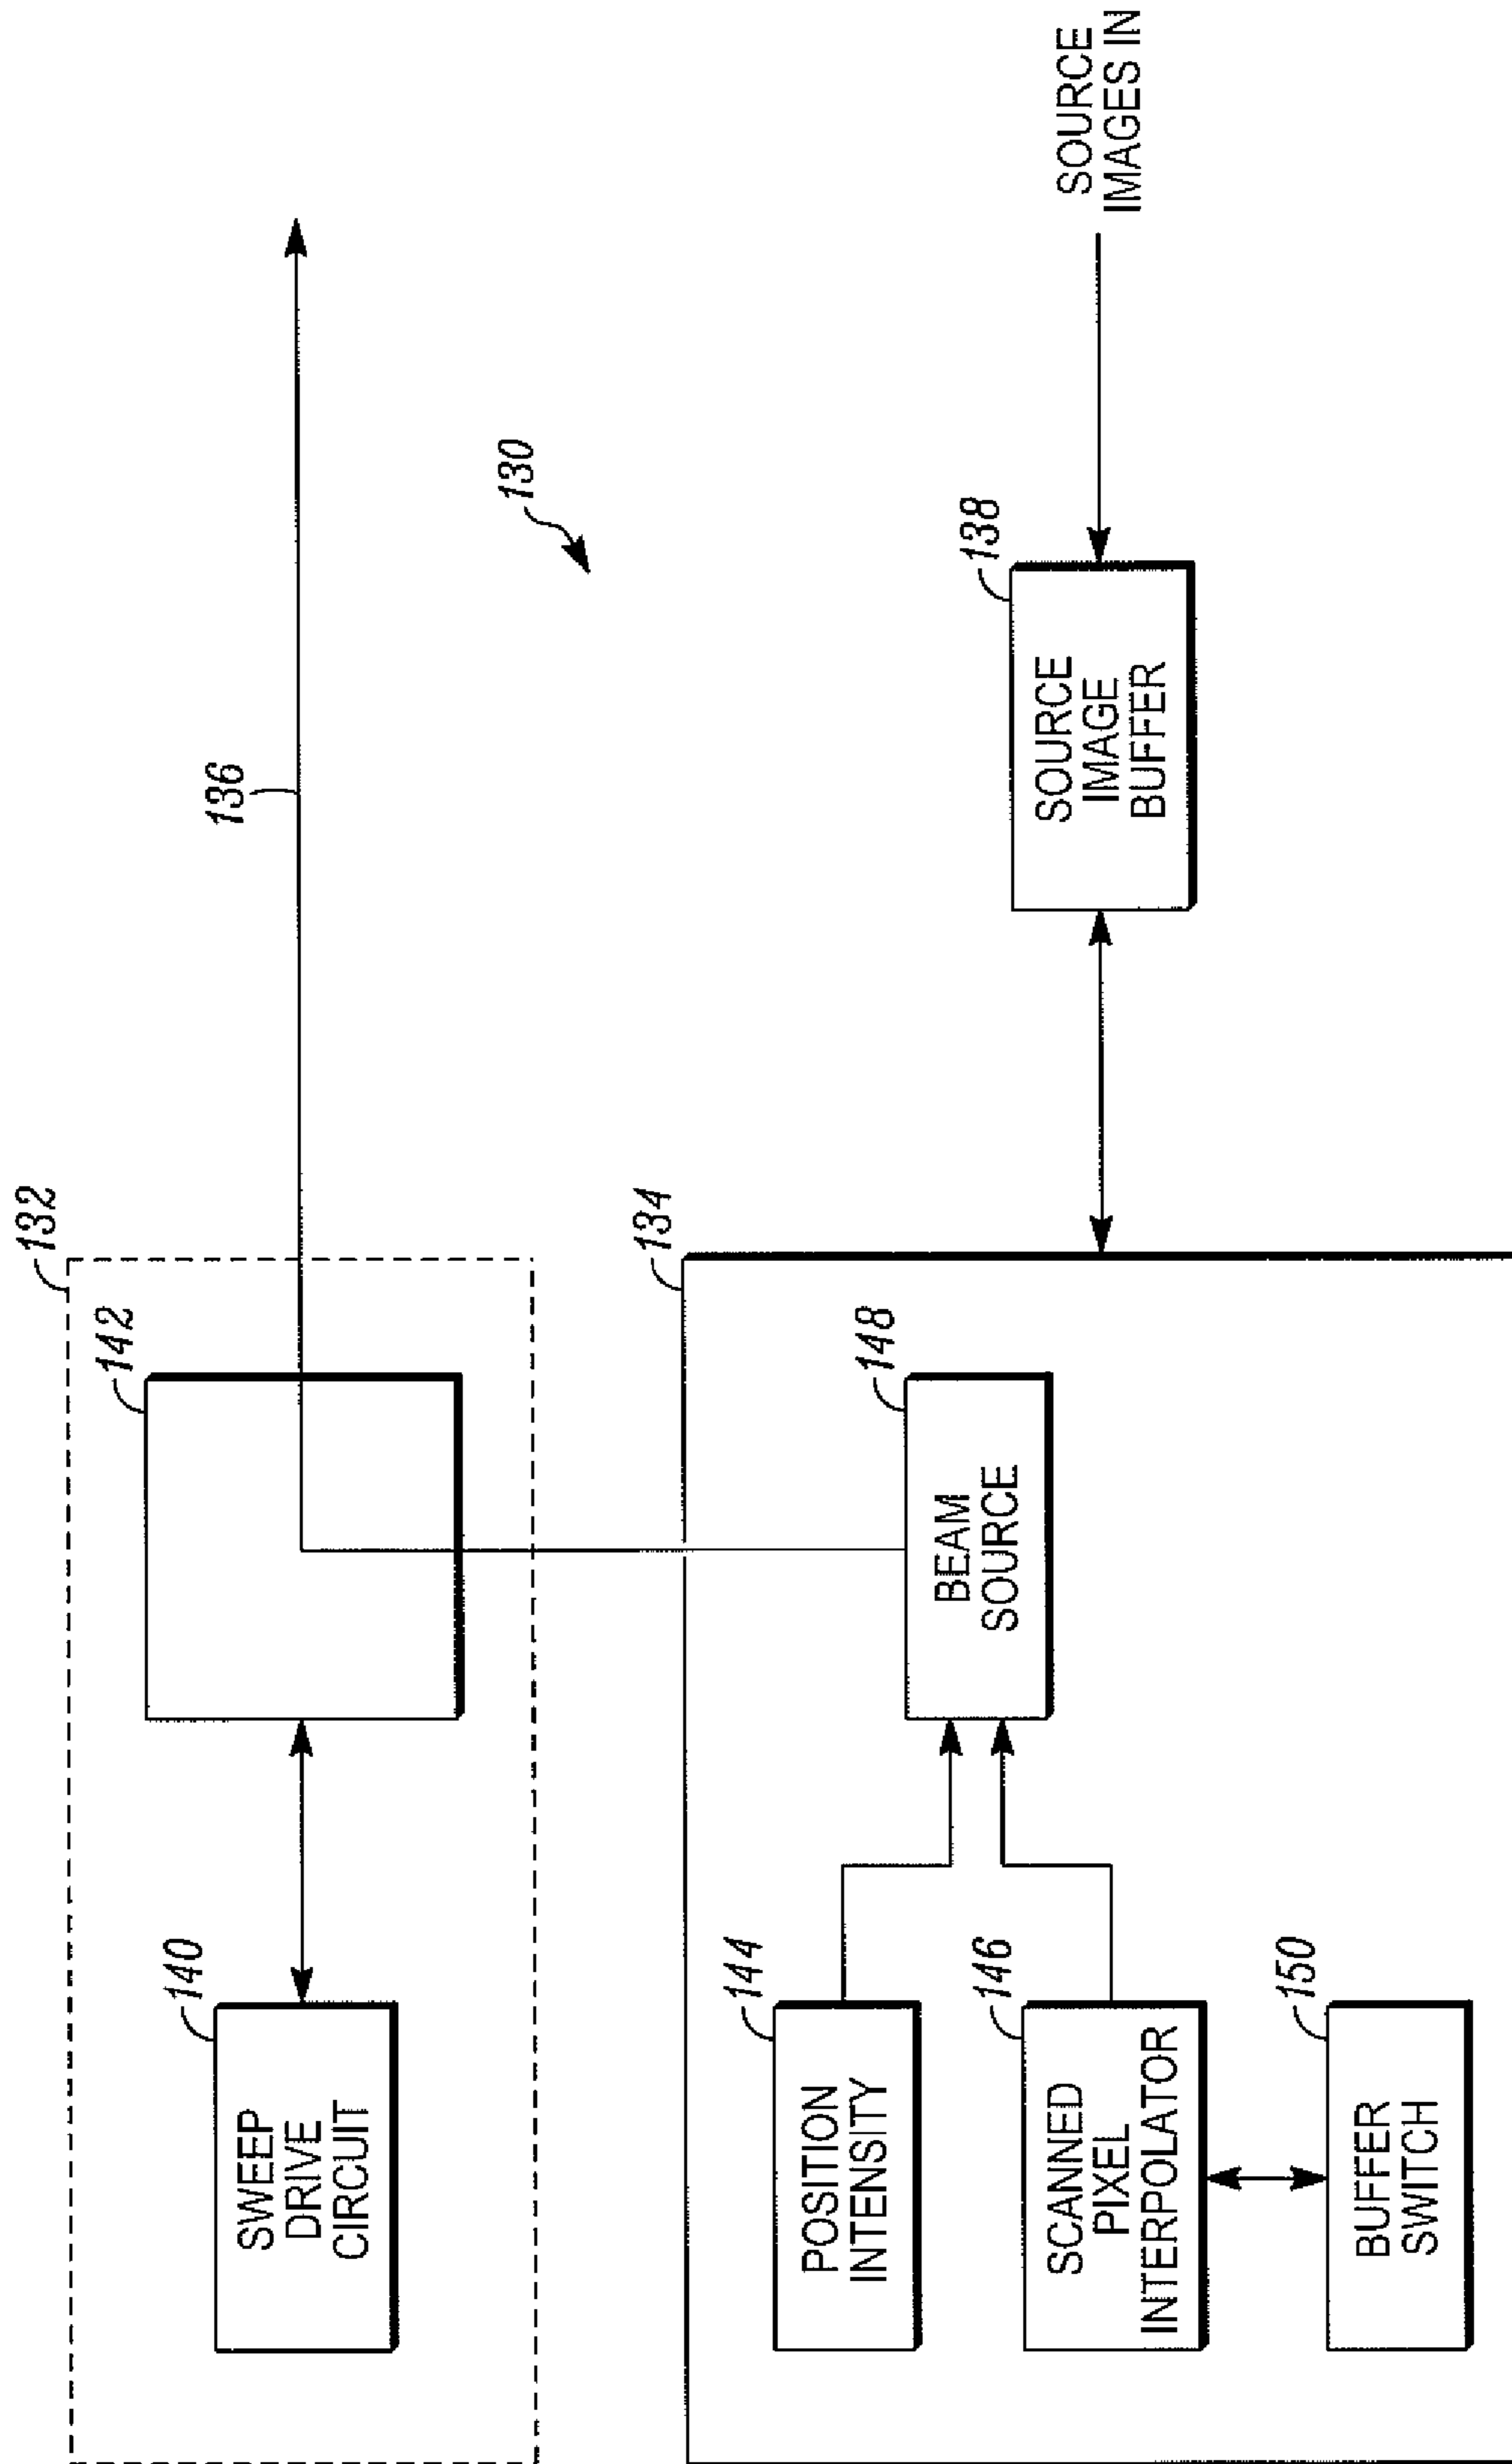 132
142
136
140
SWEEP
DRIVE
CIRCUIT
130
134
144
POSITION
INTENSITY
148
BEAM
SOURCE
138
SOURCE
IMAGE
BUFFER
SOURCE
IMAGES IN
146
SCANNED
PIXEL
INTERPOLATOR
150
BUFFER
SWITCH